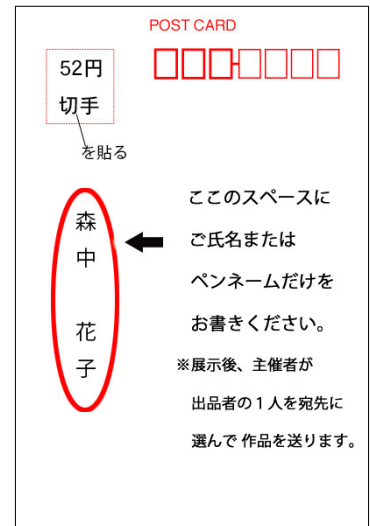 POST CARD
52円
切手
を貼る
森中 花子
ここのスペースに
ご氏名または
ペンネームだけを
お書きください。
※展示後、主催者が
出品者の1人を宛先に
選んで 作品を送ります。